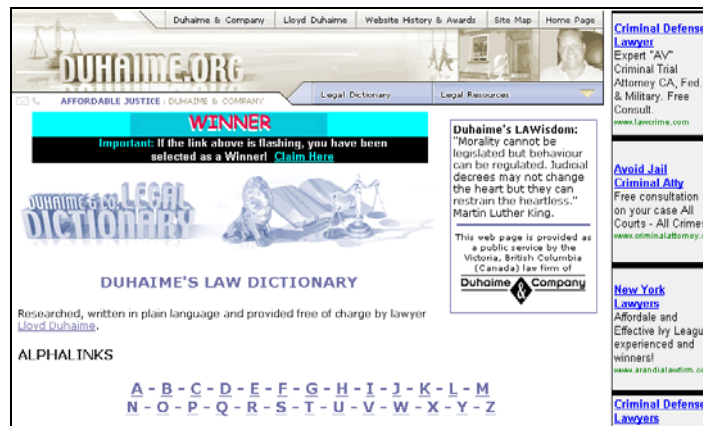 Duhaime & Company Lloyd Duhaime Website History & Awards Site Map Home Page
DUHAIME.ORG
AFFORDABLE JUSTICE : DUHAIME & COMPANY
Legal Dictionary Legal Resources
WINNER
Important: If the link above is flashing, you have been
selected as a Winner! Claim Here
DUHAIME & CO. LEGAL
DICTIONARY
DUHAIME'S LAW DICTIONARY
Researched, written in plain language and provided free of charge by lawyer
Lloyd Duhaime.
ALPHALINKS
A - B - C - D - E - F - G - H - I - J - K - L - M
N - O - P - Q - R - S - T - U - V - W - X - Y - Z
Duhaime's LAWisdom:
"Morality cannot be
legislated but behaviour
can be regulated. Judicial
decrees may not change
the heart but they can
restrain the heartless."
Martin Luther King.
This web page is provided as
a public service by the
Victoria, British Columbia
(Canada) law firm of
Duhaime & Company
Criminal Defense
Lawyer
Expert "AV"
Criminal Trial
Attorney CA, Fed.
& Military. Free
Consult.
www.lawcrime.com
Avoid Jail
Criminal Atty
Free consultation
on your case All
Courts - All Crimes
www.criminalattorney.c
New York
Lawyers
Affordale and
Effective Ivy Leagu
experienced and
winners!
www.arandialawfirm.co
Criminal Defense
Lawyers